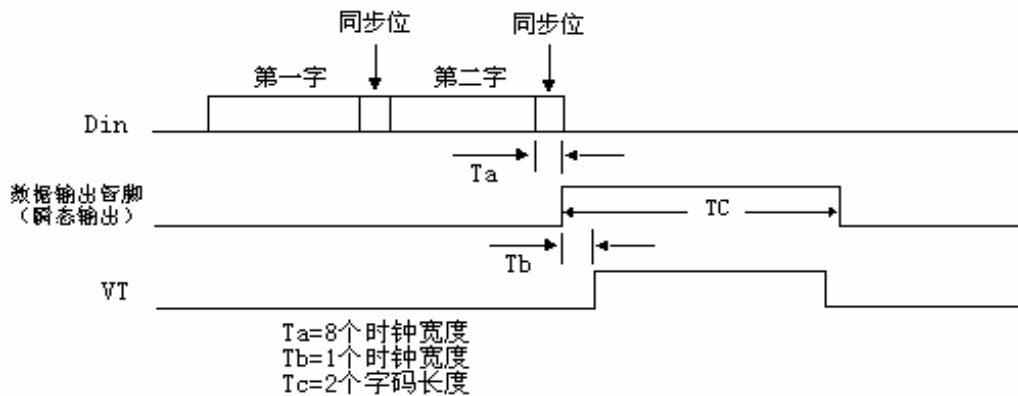 同步位 同步位
第一字 第二字
Din
Ta
数据输出管脚
（瞬态输出）
TC
Tb
VT
Ta=8个时钟宽度
Tb=1个时钟宽度
Tc=2个字码长度